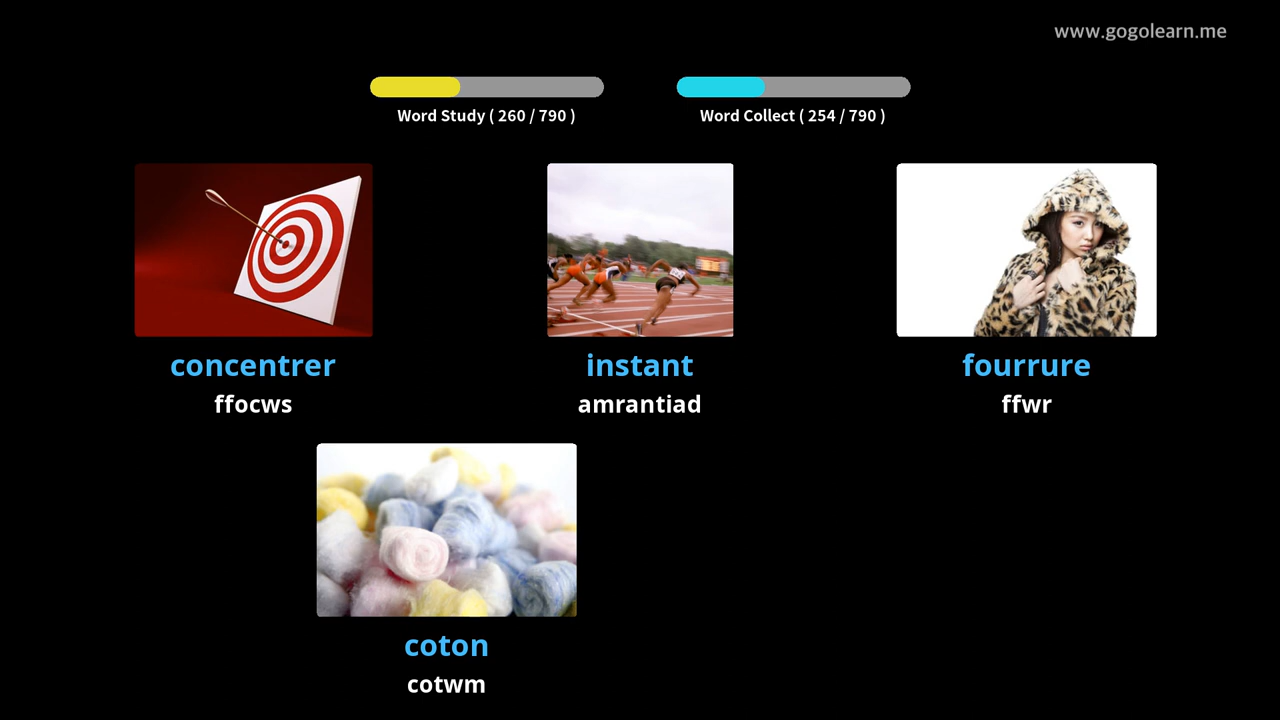 www.gogolearn.me
Word Study ( 260 / 790 )
Word Collect ( 254 / 790 )
concentrer
ffocws
instant
amrantiad
fourrure
ffwr
coton
cotwm